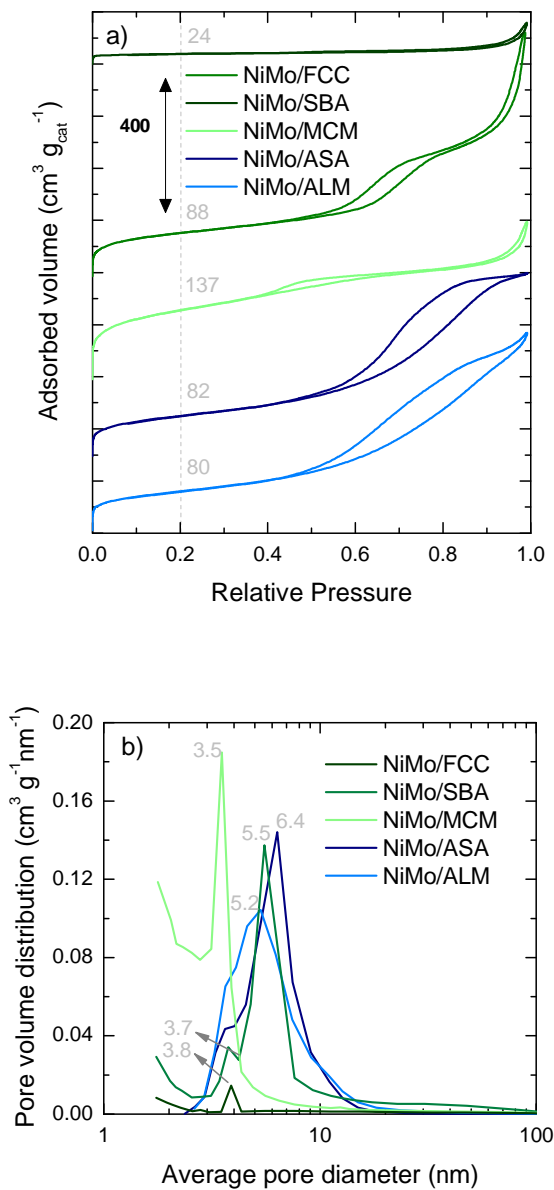 a)
24
NiMo/FCC
NiMo/SBA
NiMo/MCM
NiMo/ASA
NiMo/ALM
400
88
137
82
80
Adsorbed volume (cm³ g_cat⁻¹)
0.0 0.2 0.4 0.6 0.8 1.0
Relative Pressure
b)
NiMo/FCC
NiMo/SBA
NiMo/MCM
NiMo/ASA
NiMo/ALM
3.5
5.5
6.4
5.2
3.7
3.8
0.20
0.16
0.12
0.08
0.04
0.00
Pore volume distribution (cm³ g⁻¹nm⁻¹)
1 10 100
Average pore diameter (nm)